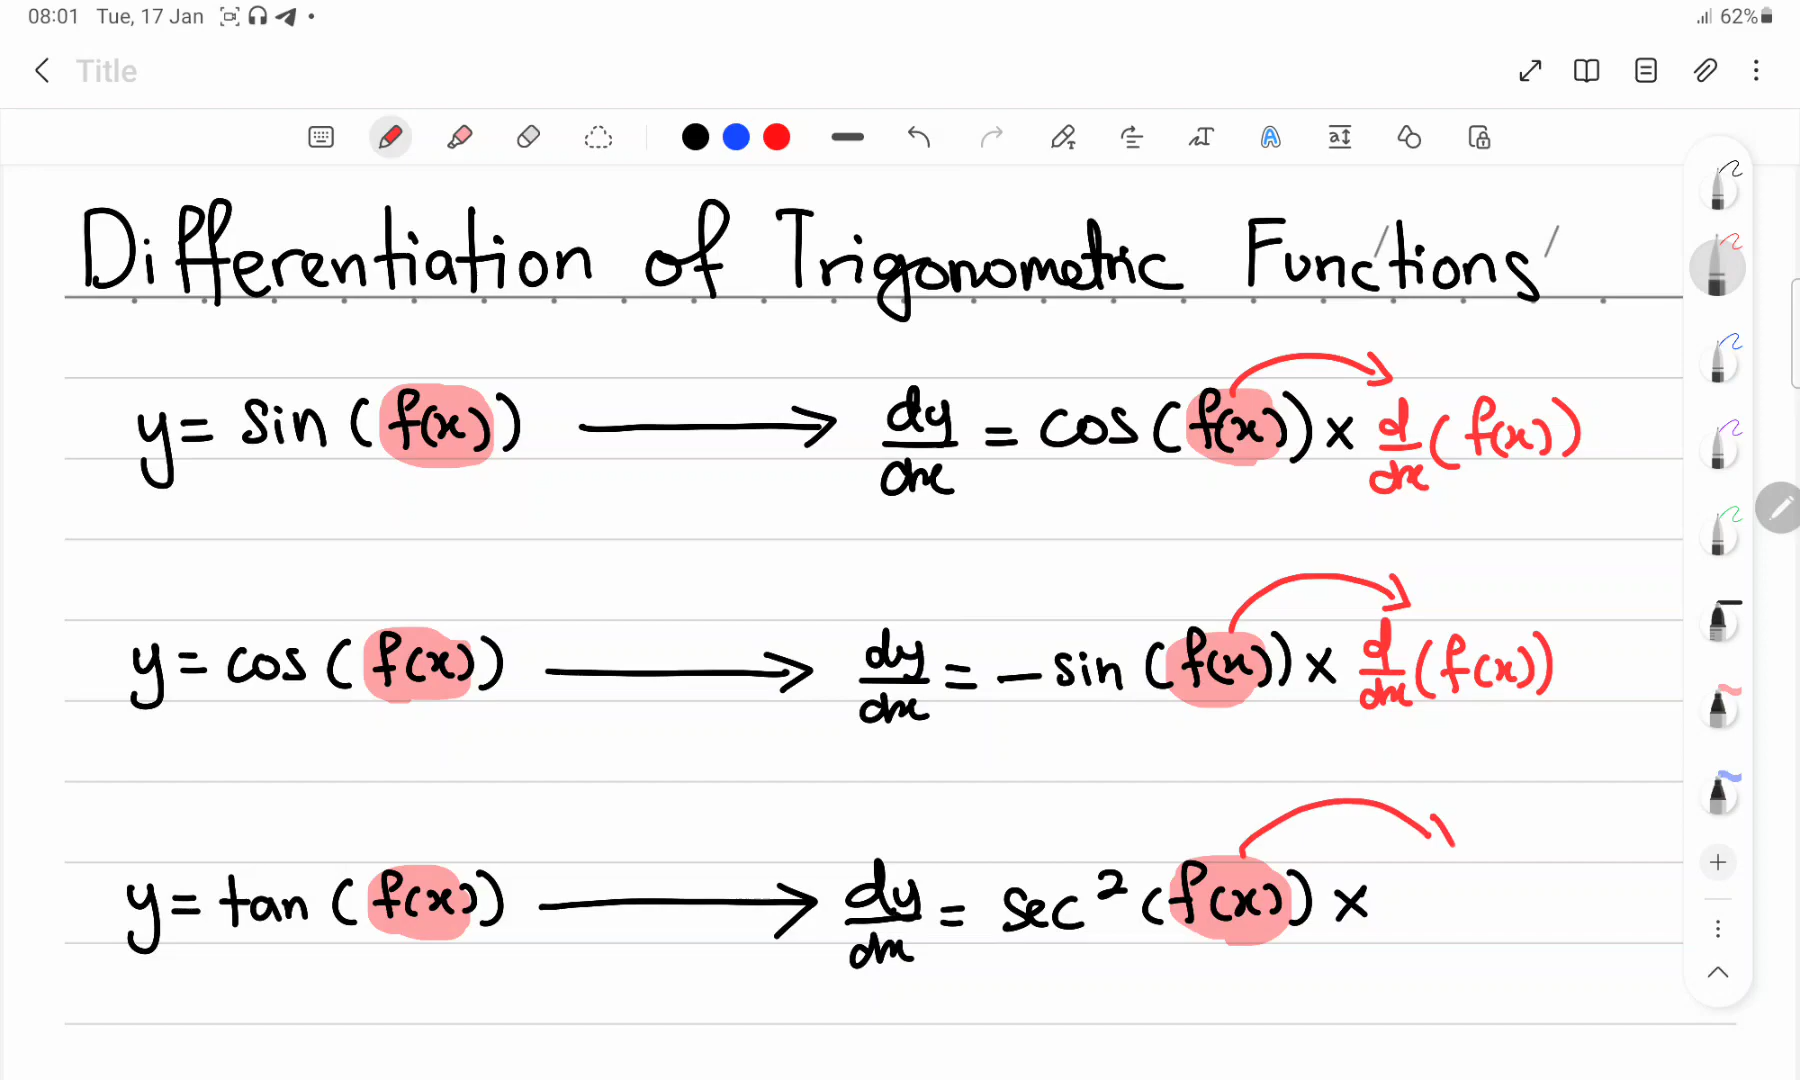 08:01 Tue, 17 Jan 62%
Title
Differentiation of Trigonometric Functions
y = sin (f(x)) ⟶ dy/dx = cos (f(x)) × d/dx (f(x))
y = cos (f(x)) ⟶ dy/dx = - sin (f(x)) × d/dx (f(x))
y = tan (f(x)) ⟶ dy/dx = sec² (f(x)) ×